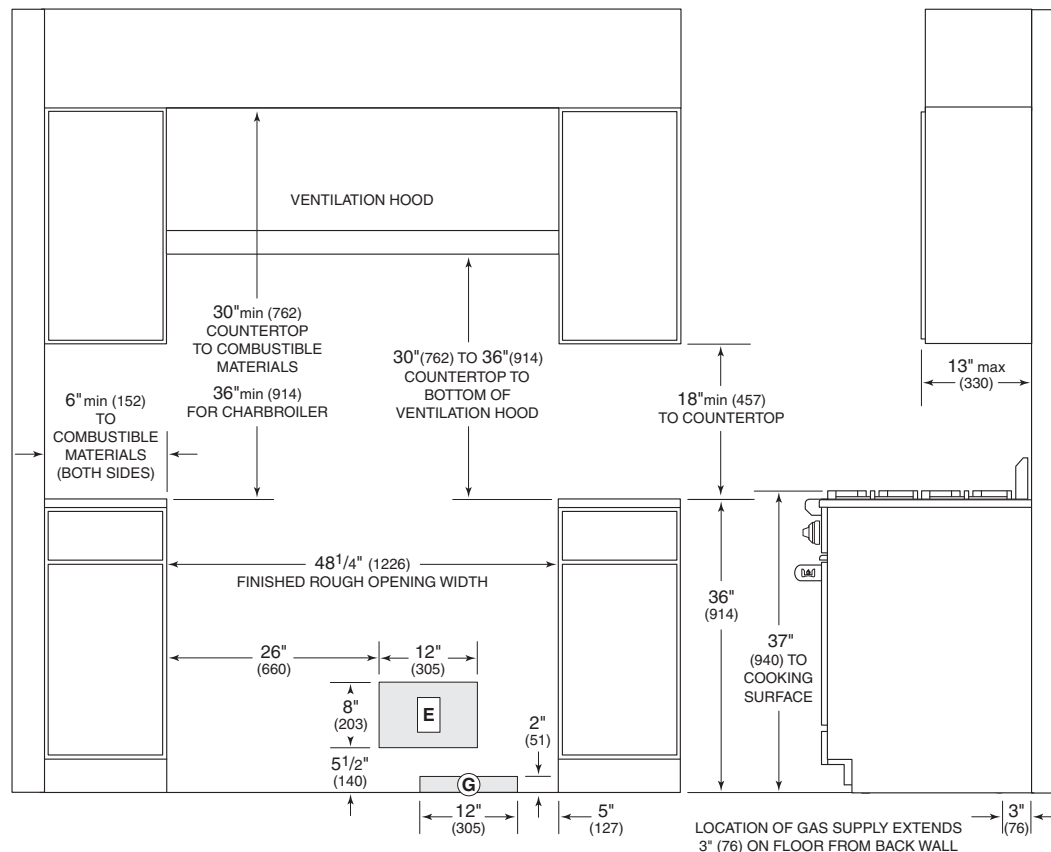 VENTILATION HOOD
30" min (762)
COUNTERTOP
TO COMBUSTIBLE
MATERIALS
36" min (914)
FOR CHARBROILER
30" (762) TO 36" (914)
COUNTERTOP TO
BOTTOM OF
VENTILATION HOOD
6" min (152)
TO
COMBUSTIBLE
MATERIALS
(BOTH SIDES)
18" min (457)
TO COUNTERTOP
13" max
(330)
48 1/4" (1226)
FINISHED ROUGH OPENING WIDTH
36"
(914)
37"
(940) TO
COOKING
SURFACE
26"
(660)
12"
(305)
8"
(203)
E
5 1/2"
(140)
2"
(51)
G
12"
(305)
5"
(127)
3"
(76)
LOCATION OF GAS SUPPLY EXTENDS
3" (76) ON FLOOR FROM BACK WALL